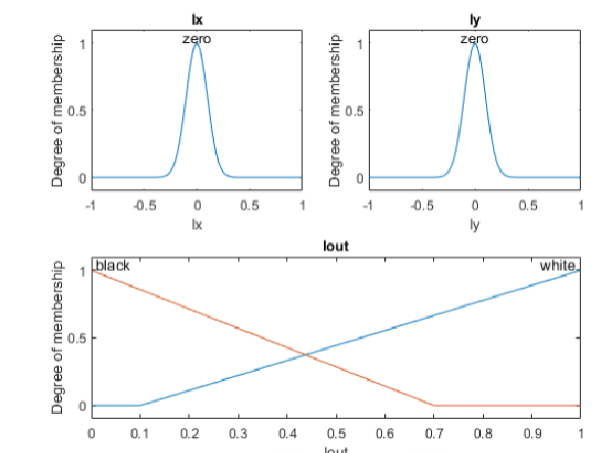 Ix
zero
Degree of membership
1
0.5
0
-1 -0.5 0 0.5 1
Ix
Iy
zero
Degree of membership
1
0.5
0
-1 -0.5 0 0.5 1
Iy
Iout
black
white
Degree of membership
1
0.5
0
0 0.1 0.2 0.3 0.4 0.5 0.6 0.7 0.8 0.9 1
Iout